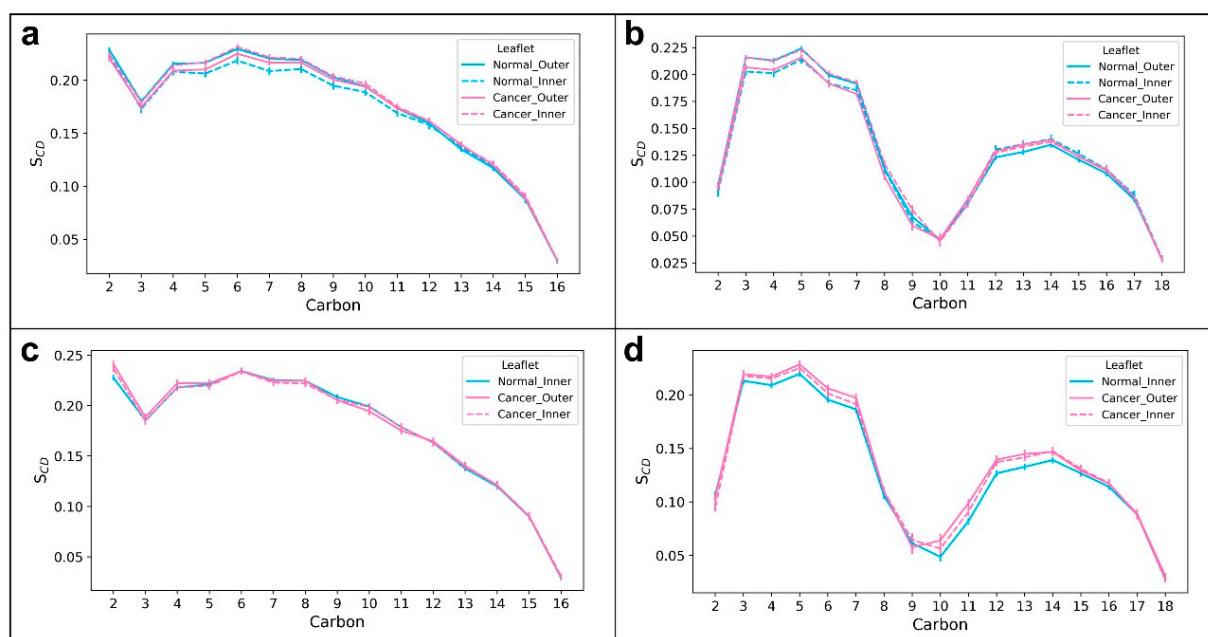 a
0.20
0.15
0.10
0.05
S_CD
2 3 4 5 6 7 8 9 10 11 12 13 14 15 16
Carbon
Leaflet
Normal_Outer
Normal_Inner
Cancer_Outer
Cancer_Inner
b
0.225
0.200
0.175
0.150
0.125
0.100
0.075
0.050
0.025
S_CD
2 3 4 5 6 7 8 9 10 11 12 13 14 15 16 17 18
Carbon
Leaflet
Normal_Outer
Normal_Inner
Cancer_Outer
Cancer_Inner
c
0.25
0.20
0.15
0.10
0.05
S_CD
2 3 4 5 6 7 8 9 10 11 12 13 14 15 16
Carbon
Leaflet
Normal_Inner
Cancer_Outer
Cancer_Inner
d
0.20
0.15
0.10
0.05
S_CD
2 3 4 5 6 7 8 9 10 11 12 13 14 15 16 17 18
Carbon
Leaflet
Normal_Inner
Cancer_Outer
Cancer_Inner